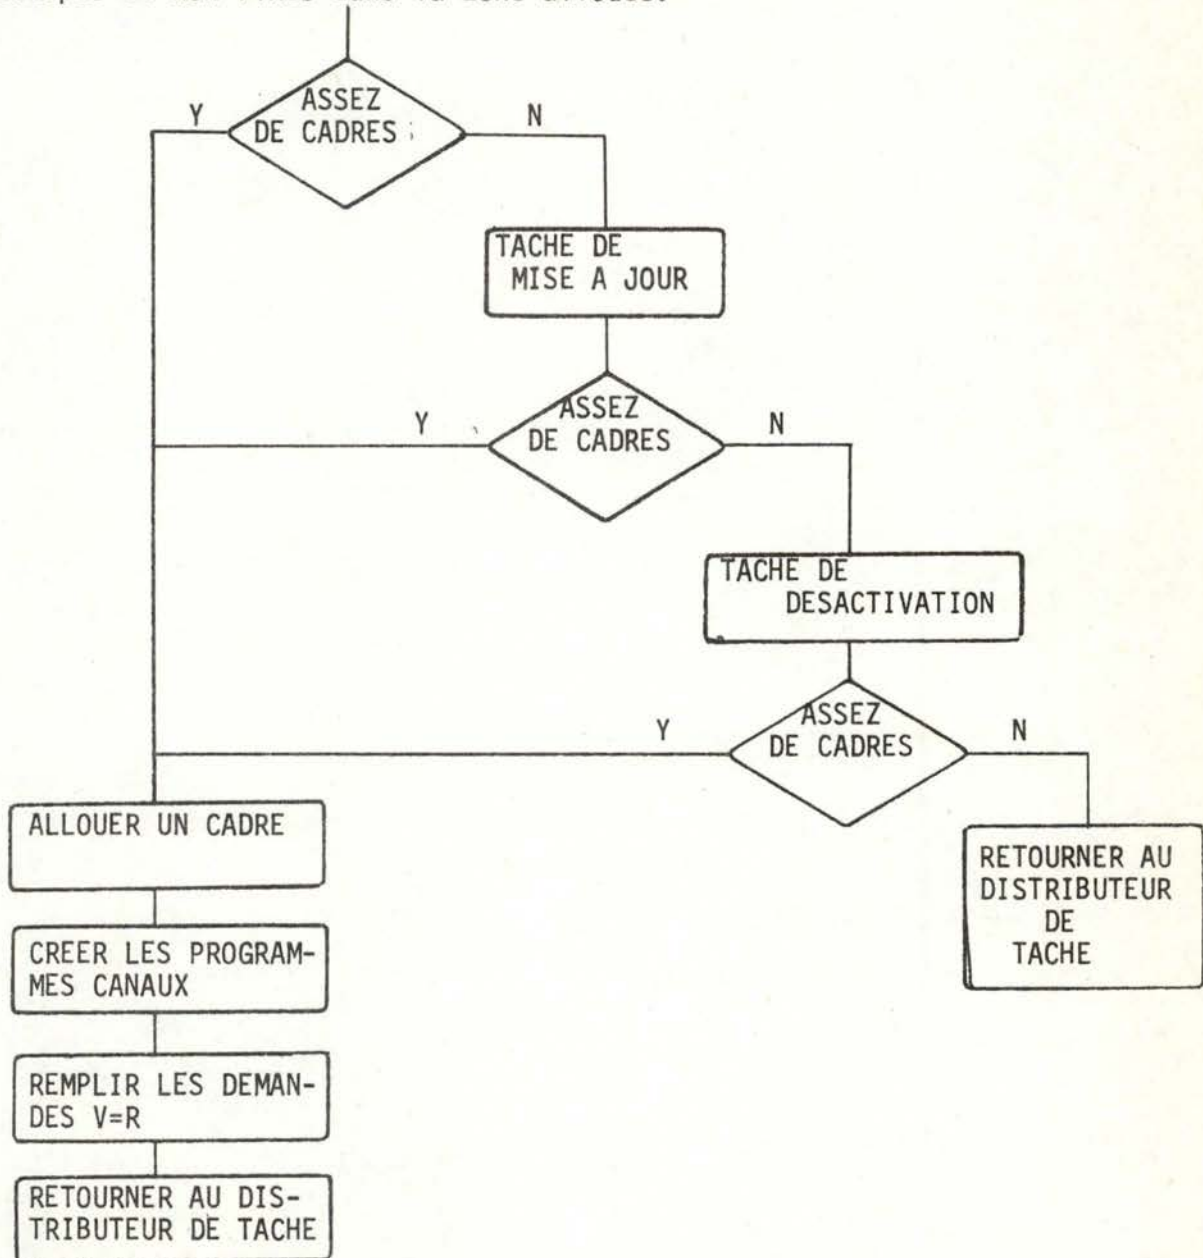 ASSEZ
DE CADRES
Y
N
TACHE DE
MISE A JOUR
ASSEZ
DE CADRES
Y
N
TACHE DE
DESACTIVATION
ASSEZ
DE CADRES
Y
N
ALLOUER UN CADRE
RETOURNER AU
DISTRIBUTEUR
DE
TACHE
CREER LES PROGRAM-
MES CANAUX
REMPLIR LES DEMAN-
DES V=R
RETOURNER AU DIS-
TRIBUTEUR DE TACHE